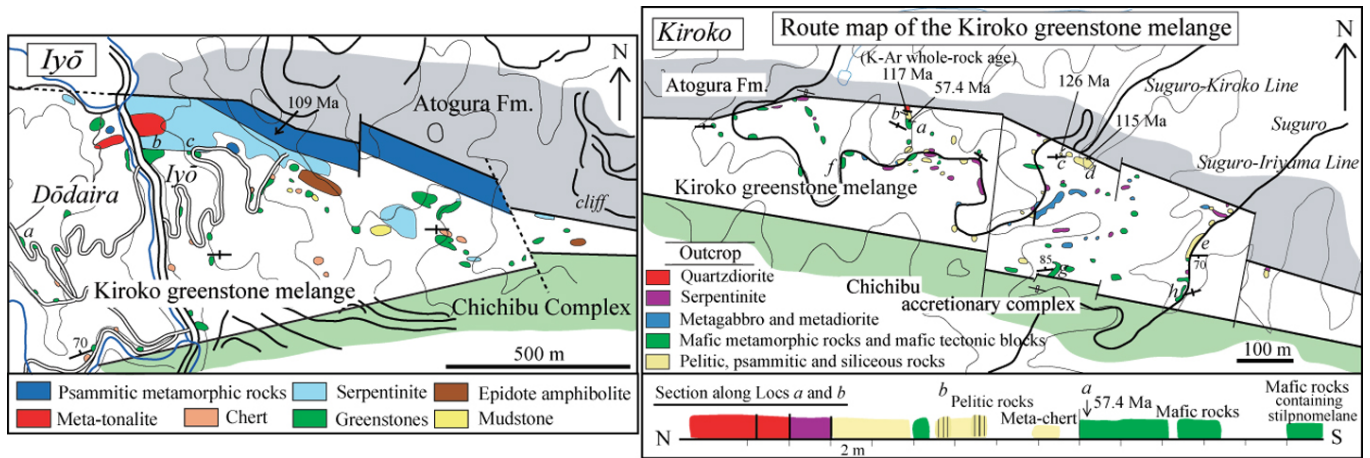 Iyō
N
109 Ma
Atogura Fm.
b
c
Iyō
Dōdaira
cliff
a
Kiroko greenstone melange
Chichibu Complex
70
500 m
Psammitic metamorphic rocks
Serpentinite
Epidote amphibolite
Meta-tonalite
Chert
Greenstones
Mudstone
Kiroko
Route map of the Kiroko greenstone melange
N
(K-Ar whole-rock age)
Atogura Fm.
117 Ma
57.4 Ma
126 Ma
Suguro-Kiroko Line
115 Ma
Suguro
b
a
c
d
Suguro-Iriyama Line
f
Kiroko greenstone melange
e
70
Outcrop
85
g
h
Quartzdiorite
Chichibu
accretionary complex
Serpentinite
Metagabbro and metadiorite
Mafic metamorphic rocks and mafic tectonic blocks
Pelitic, psammitic and siliceous rocks
100 m
Section along Locs a and b
b
Pelitic rocks
Meta-chert
a
57.4 Ma
Mafic rocks
Mafic rocks
containing
stilpnomelane
N
2 m
S